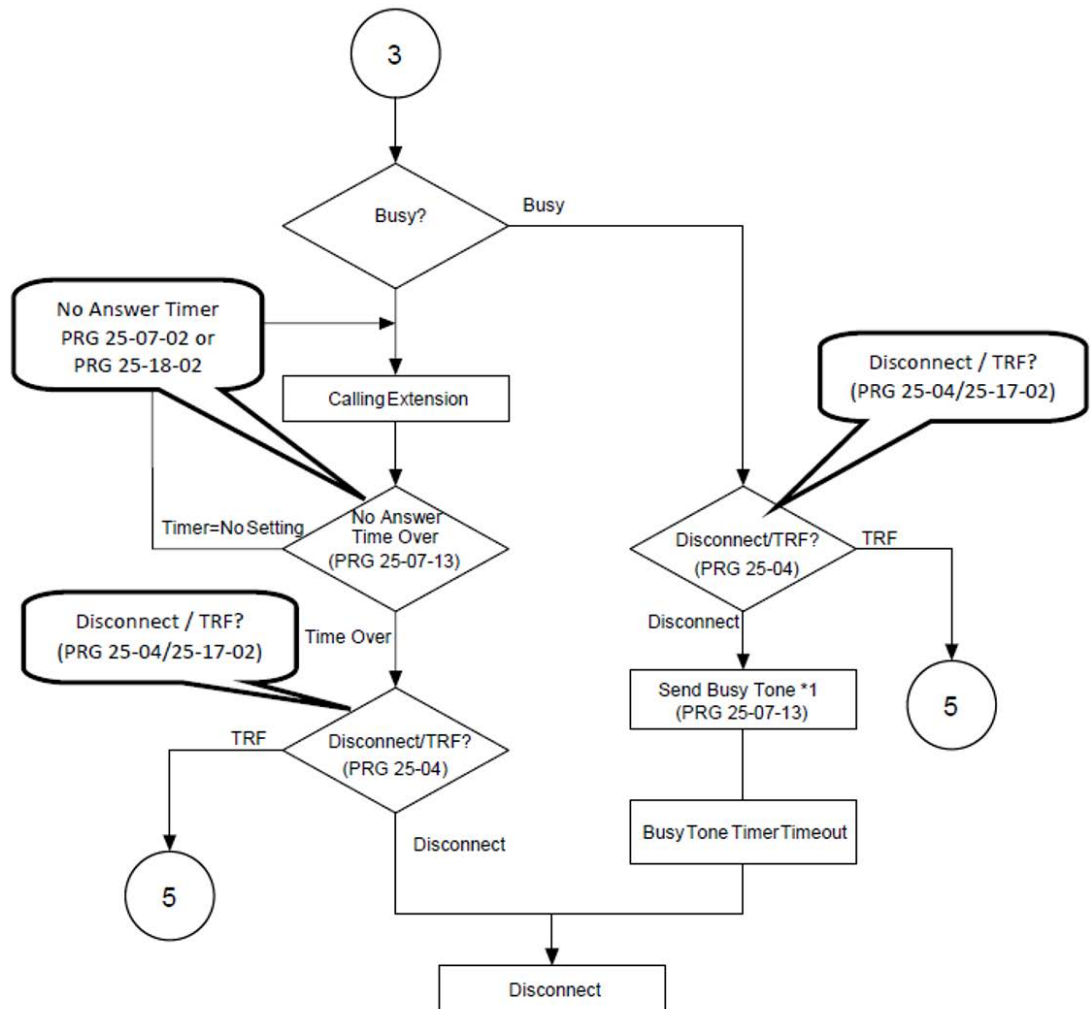 3
Busy?
Busy
No Answer Timer
PRG 25-07-02 or
PRG 25-18-02
Calling Extension
Disconnect / TRF?
(PRG 25-04/25-17-02)
Timer=No Setting
No Answer
Time Over
(PRG 25-07-13)
Disconnect/TRF?
(PRG 25-04)
TRF
Disconnect / TRF?
(PRG 25-04/25-17-02)
Time Over
Disconnect
Send Busy Tone *1
(PRG 25-07-13)
5
TRF
Disconnect/TRF?
(PRG 25-04)
Busy Tone Timer Timeout
Disconnect
5
Disconnect